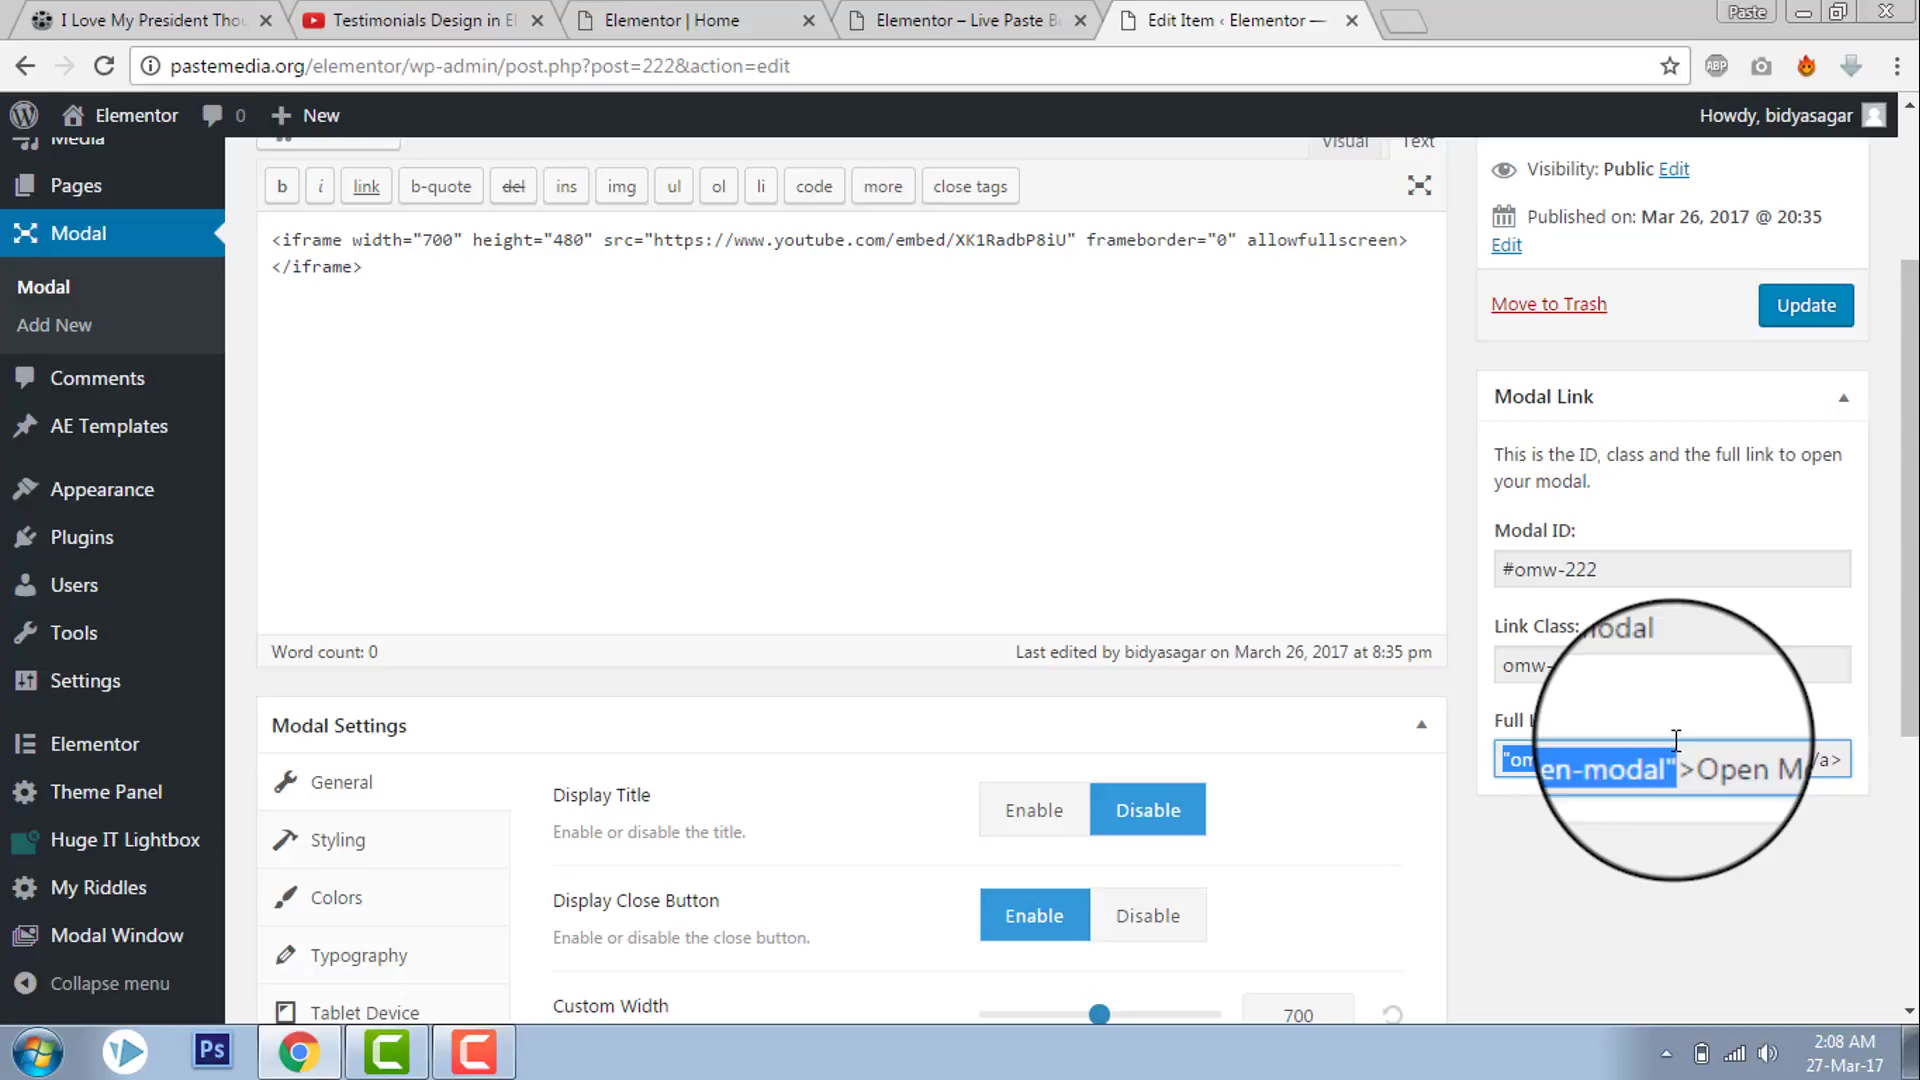 I Love My President Thou
Testimonials Design in El
Elementor | Home
Elementor – Live Paste B
Edit Item ‹ Elementor —
Paste
pastemedia.org/elementor/wp-admin/post.php?post=222&action=edit
ABP
Elementor
0
New
Howdy, bidyasagar
Media
Pages
Modal
Modal
Add New
Comments
AE Templates
Appearance
Plugins
Users
Tools
Settings
Elementor
Theme Panel
Huge IT Lightbox
My Riddles
Modal Window
Collapse menu
Visual
Text
b
i
link
b-quote
del
ins
img
ul
ol
li
code
more
close tags
<iframe width="700" height="480" src="https://www.youtube.com/embed/XK1RadbP8iU" frameborder="0" allowfullscreen>
</iframe>
Word count: 0
Last edited by bidyasagar on March 26, 2017 at 8:35 pm
Modal Settings
General
Styling
Colors
Typography
Tablet Device
Display Title
Enable or disable the title.
Enable
Disable
Display Close Button
Enable or disable the close button.
Enable
Disable
Custom Width
700
Visibility: Public Edit
Published on: Mar 26, 2017 @ 20:35
Edit
Move to Trash
Update
Modal Link
This is the ID, class and the full link to open
your modal.
Modal ID:
#omw-222
Link Class:
odal
omw-
Full
"om
en-modal">Open M
/a>
Ps
2:08 AM
27-Mar-17